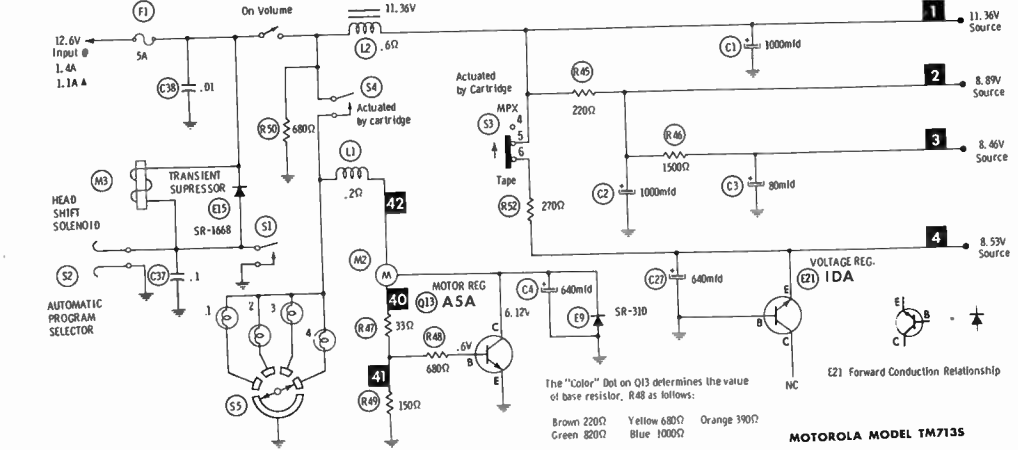 F1
On Volume
11.36V
12.6V
Input @
1.4A
1.1A ▲
5A
L2
.6Ω
C1
1000mfd
1
11.36V
Source
C38
.01
S4
Actuated
by cartridge
R50
680Ω
Actuated
by Cartridge
MPX
4
S3
5
6
Tape
R45
220Ω
2
8.89V
Source
R46
1500Ω
3
8.46V
Source
C2
1000mfd
C3
80mfd
M3
TRANSIENT
SUPRESSOR
E15
SR-1668
HEAD
SHIFT
SOLENOID
L1
.2Ω
42
R52
270Ω
4
8.53V
Source
S1
S2
C37
.1
AUTOMATIC
PROGRAM
SELECTOR
M2
M
40
MOTOR REG
Q13 A5A
6.12V
C4
640mfd
E9
SR-310
C27
640mfd
VOLTAGE REG.
E21 1DA
E
B
C
NC
E
B
C
E21 Forward Conduction Relationship
1
2
3
4
S5
R47
33Ω
R48
680Ω
.6V
B
C
E
41
R49
150Ω
The "Color" Dot on Q13 determines the value
of base resistor, R48 as follows:
Brown 220Ω Yellow 680Ω Orange 390Ω
Green 820Ω Blue 1000Ω
MOTOROLA MODEL TM713S